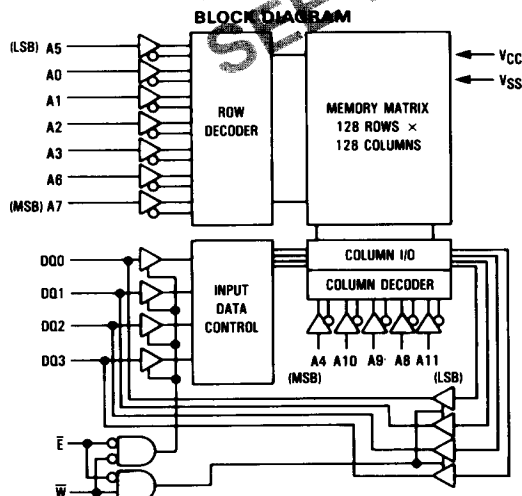 BLOCK DIAGRAM
SEE
(LSB) A5
A0
A1
A2
A3
A6
(MSB) A7
ROW
DECODER
MEMORY MATRIX
128 ROWS ×
128 COLUMNS
VCC
VSS
DQ0
DQ1
DQ2
DQ3
INPUT
DATA
CONTROL
COLUMN I/O
COLUMN DECODER
A4 A10 A9 A8 A11
(MSB) (LSB)
E̅
W̅